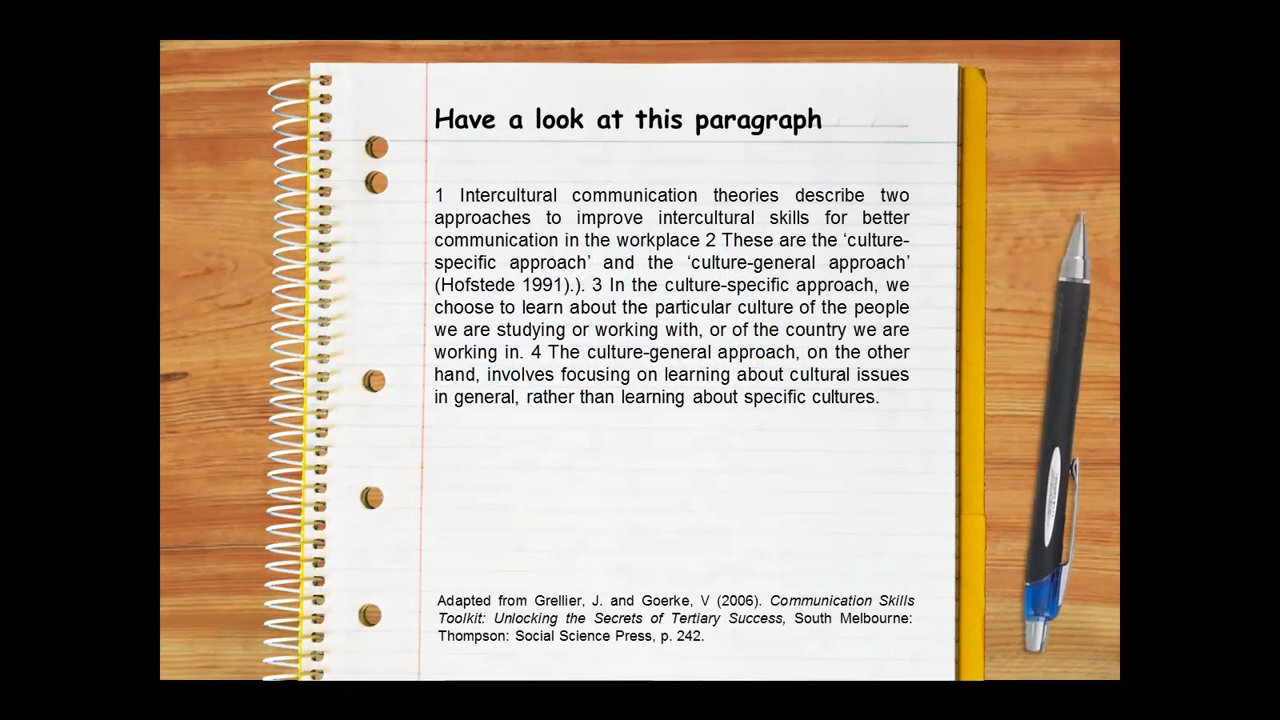 Have a look at this paragraph
1 Intercultural communication theories describe two
approaches to improve intercultural skills for better
communication in the workplace 2 These are the ‘culture-
specific approach’ and the ‘culture-general approach’
(Hofstede 1991).). 3 In the culture-specific approach, we
choose to learn about the particular culture of the people
we are studying or working with, or of the country we are
working in. 4 The culture-general approach, on the other
hand, involves focusing on learning about cultural issues
in general, rather than learning about specific cultures.
Adapted from Grellier, J. and Goerke, V (2006). Communication Skills
Toolkit: Unlocking the Secrets of Tertiary Success, South Melbourne:
Thompson: Social Science Press, p. 242.